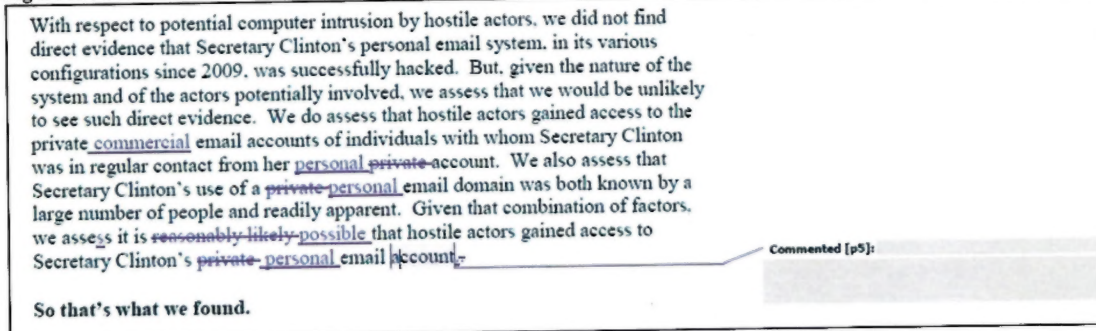 With respect to potential computer intrusion by hostile actors, we did not find
direct evidence that Secretary Clinton's personal email system, in its various
configurations since 2009, was successfully hacked. But, given the nature of the
system and of the actors potentially involved, we assess that we would be unlikely
to see such direct evidence. We do assess that hostile actors gained access to the
private commercial email accounts of individuals with whom Secretary Clinton
was in regular contact from her personal private account. We also assess that
Secretary Clinton's use of a private personal email domain was both known by a
large number of people and readily apparent. Given that combination of factors,
we assess it is reasonably likely possible that hostile actors gained access to
Secretary Clinton's private personal email account.
Commented [p5]:
So that's what we found.